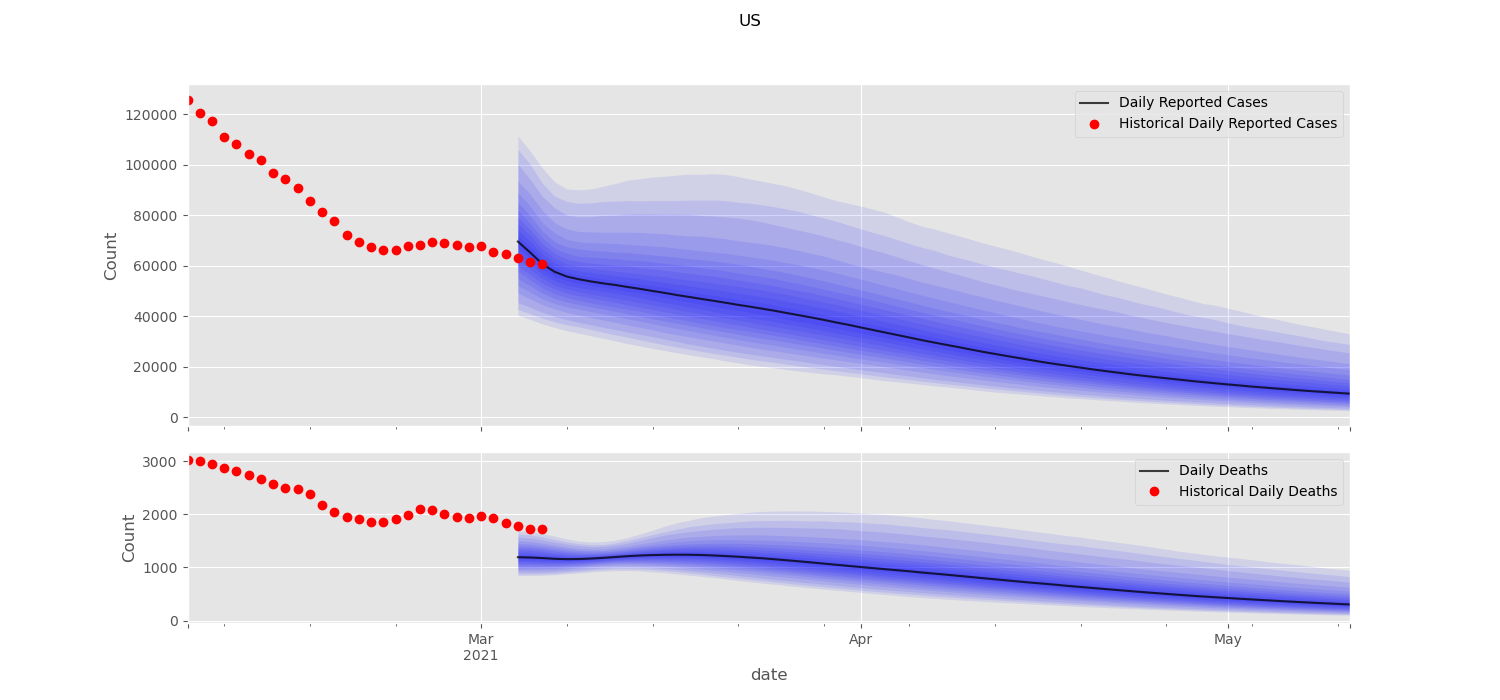 US
Count
120000
100000
80000
60000
40000
20000
0
Daily Reported Cases
Historical Daily Reported Cases
Count
3000
2000
1000
0
Daily Deaths
Historical Daily Deaths
Mar
2021
Apr
May
date